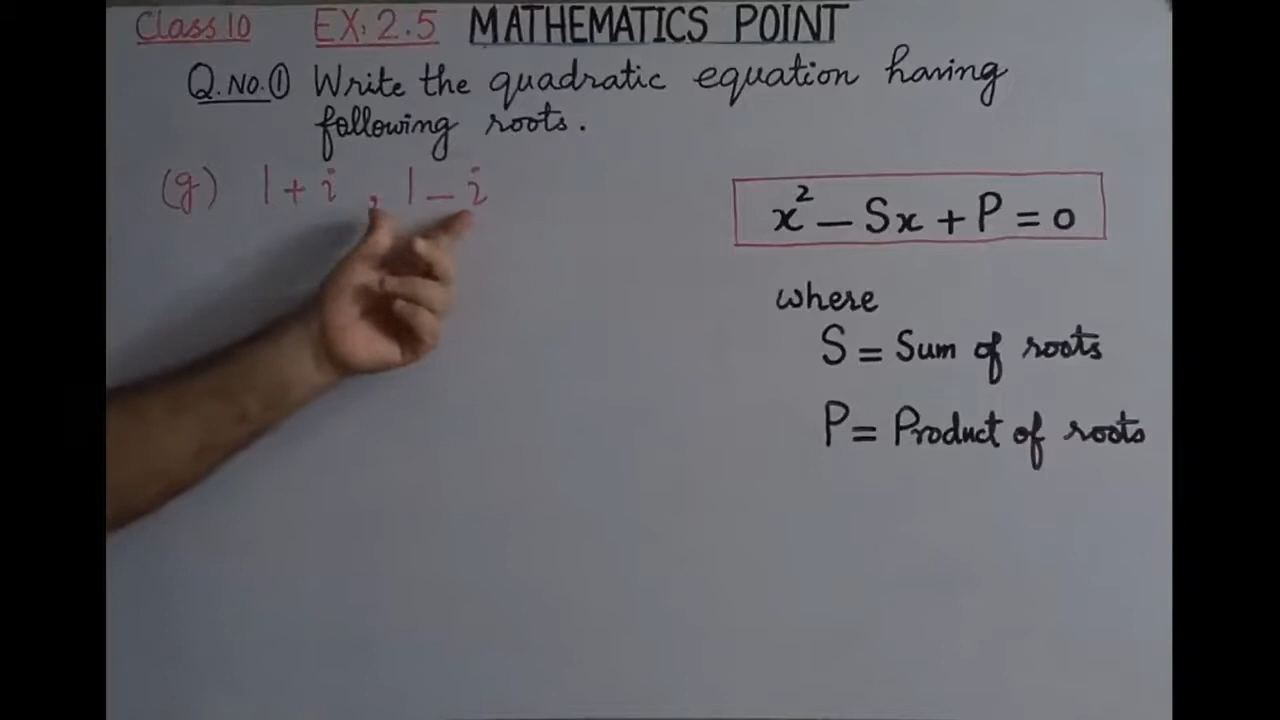 Class 10 EX. 2.5 MATHEMATICS POINT
Q.No.① Write the quadratic equation having
following roots.
(g) 1 + i , 1 – i
x² – Sx + P = 0
where
S = Sum of roots
P = Product of roots